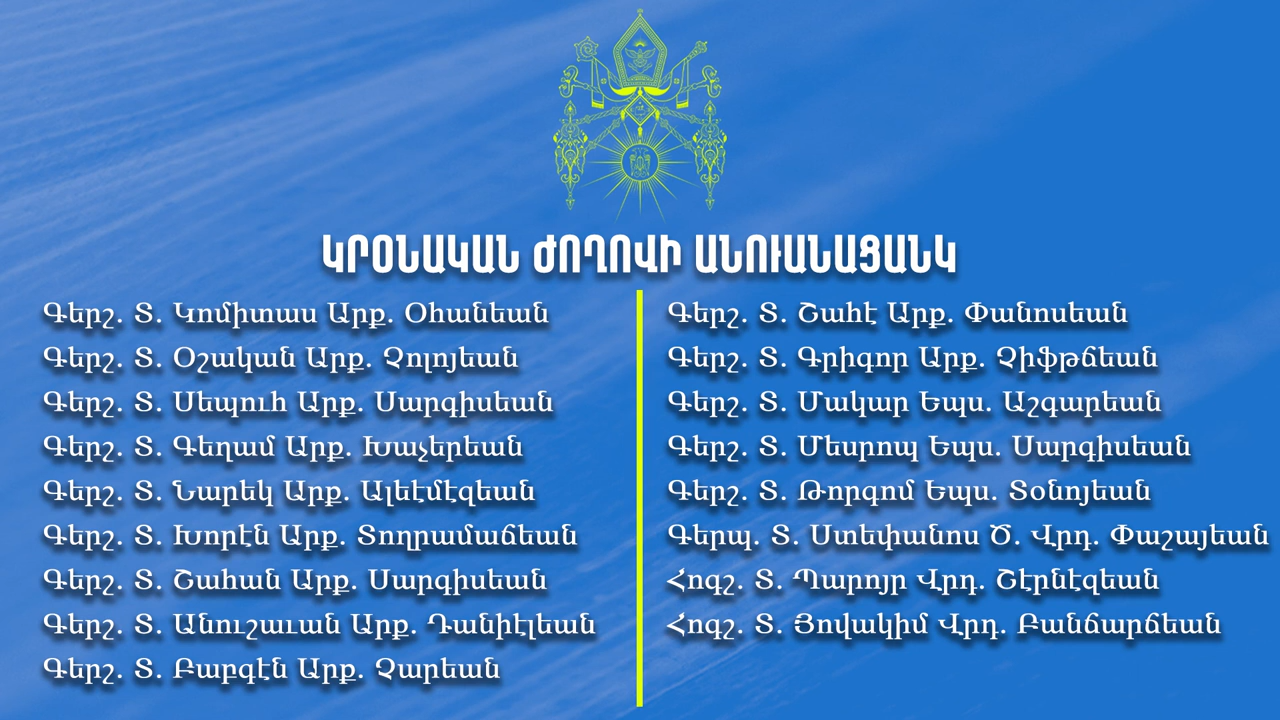 ԿՐՕՆԱԿԱՆ ԺՈՂՈՎԻ ԱՆՈՒԱՆԱՑԱՆԿ
Գերշ. Տ. Կոմիտաս Արք. Օհանեան
Գերշ. Տ. Օշական Արք. Չոլոյեան
Գերշ. Տ. Սեպուհ Արք. Սարգիսեան
Գերշ. Տ. Գեղամ Արք. Խաչերեան
Գերշ. Տ. Նարեկ Արք. Ալեէմէզեան
Գերշ. Տ. Խորէն Արք. Տողրամաճեան
Գերշ. Տ. Շահան Արք. Սարգիսեան
Գերշ. Տ. Անուշաւան Արք. Դանիէլեան
Գերշ. Տ. Բաբգէն Արք. Չարեան
Գերշ. Տ. Շահէ Արք. Փանոսեան
Գերշ. Տ. Գրիգոր Արք. Չիֆթճեան
Գերշ. Տ. Մակար Եպս. Աշգարեան
Գերշ. Տ. Մեսրոպ Եպս. Սարգիսեան
Գերշ. Տ. Թորգոմ Եպս. Տօնոյեան
Գերպ. Տ. Ստեփանոս Ծ. Վրդ. Փաշայեան
Հոգշ. Տ. Պարոյր Վրդ. Շէրնէզեան
Հոգշ. Տ. Յովակիմ Վրդ. Բանճարճեան